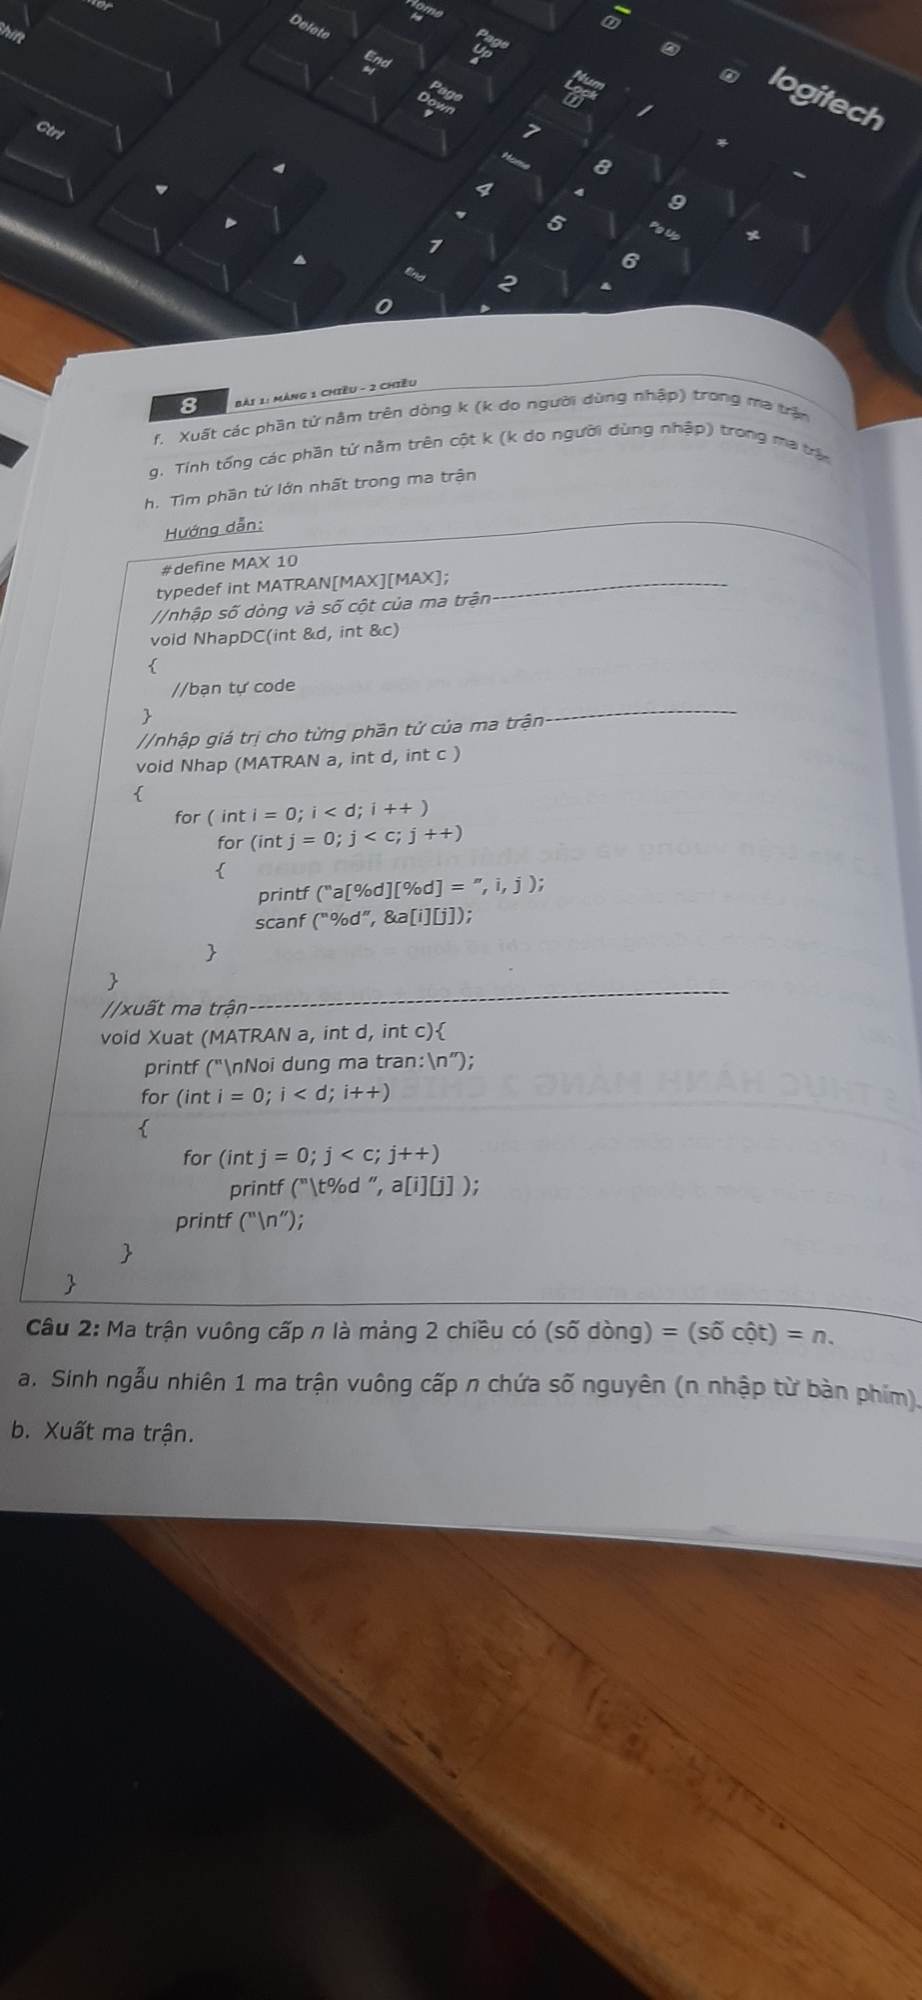 Shift
Delete
Home
End
Page
Up
Page
Down
Num
Lock
logitech
Ctrl
7
Home
8
9
Pg Up
/
*
-
+
4
5
6
1
End
2
0
8 BÀI 1: MẢNG 1 CHIỀU - 2 CHIỀU
f. Xuất các phần tử nằm trên dòng k (k do người dùng nhập) trong ma trận
g. Tính tổng các phần tử nằm trên cột k (k do người dùng nhập) trong ma trận
h. Tìm phần tử lớn nhất trong ma trận
Hướng dẫn:
#define MAX 10
typedef int MATRAN[MAX][MAX];
//nhập số dòng và số cột của ma trận
void NhapDC(int &d, int &c)
{
//bạn tự code
}
//nhập giá trị cho từng phần tử của ma trận
void Nhap (MATRAN a, int d, int c )
{
for ( int i = 0; i < d; i ++ )
for (int j = 0; j < c; j ++)
{
printf ("a[%d][%d] = ", i, j );
scanf ("%d", &a[i][j]);
}
}
//xuất ma trận
void Xuat (MATRAN a, int d, int c){
printf ("\nNoi dung ma tran:\n");
for (int i = 0; i < d; i++)
{
for (int j = 0; j < c; j++)
printf ("\t%d ", a[i][j] );
printf ("\n");
}
}
Câu 2: Ma trận vuông cấp n là mảng 2 chiều có (số dòng) = (số cột) = n.
a. Sinh ngẫu nhiên 1 ma trận vuông cấp n chứa số nguyên (n nhập từ bàn phím).
b. Xuất ma trận.